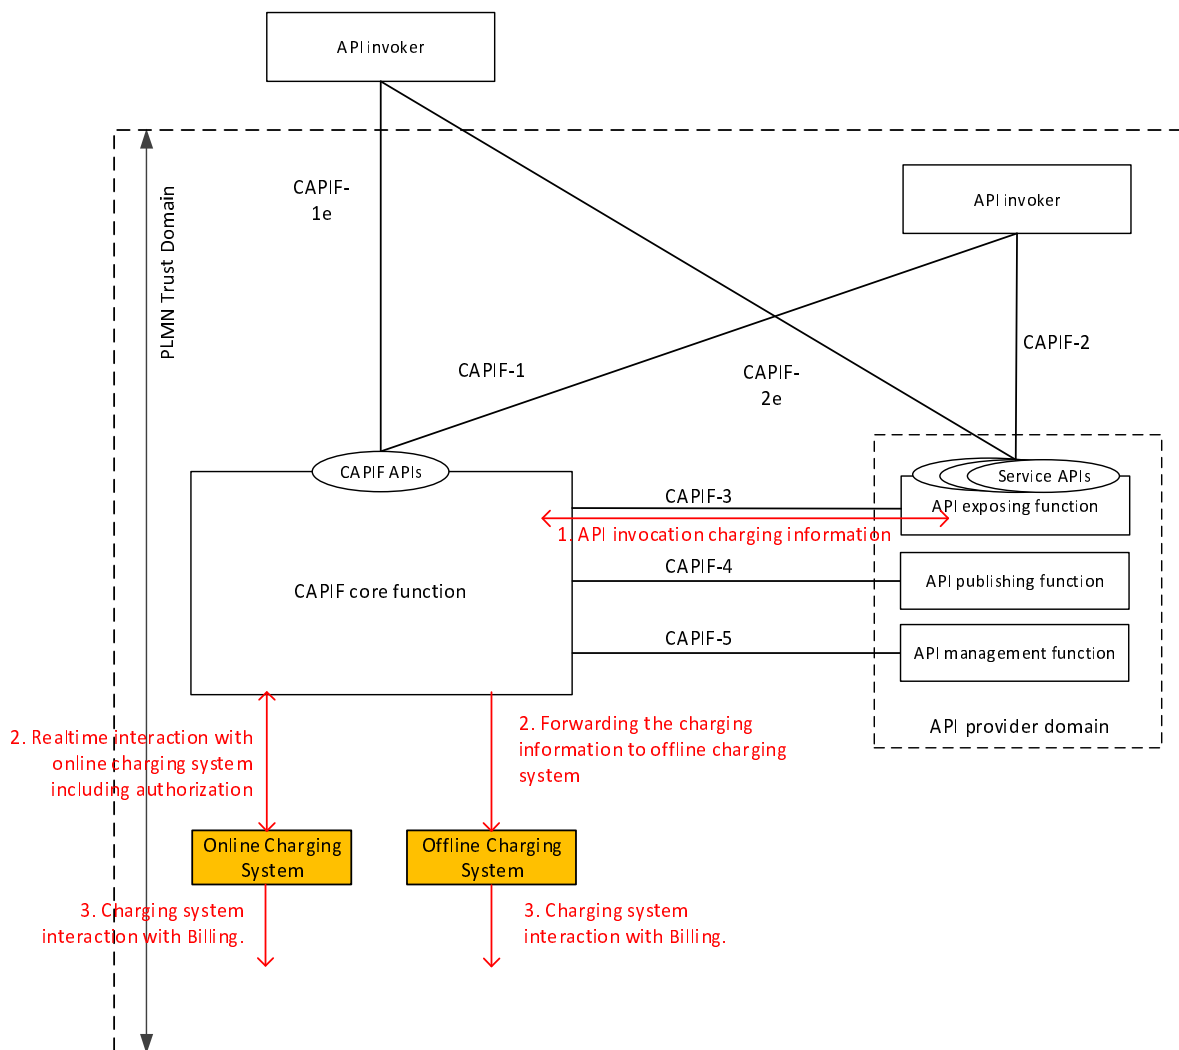 API invoker
PLMN Trust Domain
CAPIF-
1e
API invoker
CAPIF-1
CAPIF-
2e
CAPIF-2
CAPIF APIs
Service APIs
CAPIF-3
API exposing function
1. API invocation charging information
CAPIF-4
API publishing function
CAPIF core function
CAPIF-5
API management function
API provider domain
2. Realtime interaction with
online charging system
including authorization
2. Forwarding the charging
information to offline charging
system
Online Charging
System
Offline Charging
System
3. Charging system
interaction with Billing.
3. Charging system
interaction with Billing.